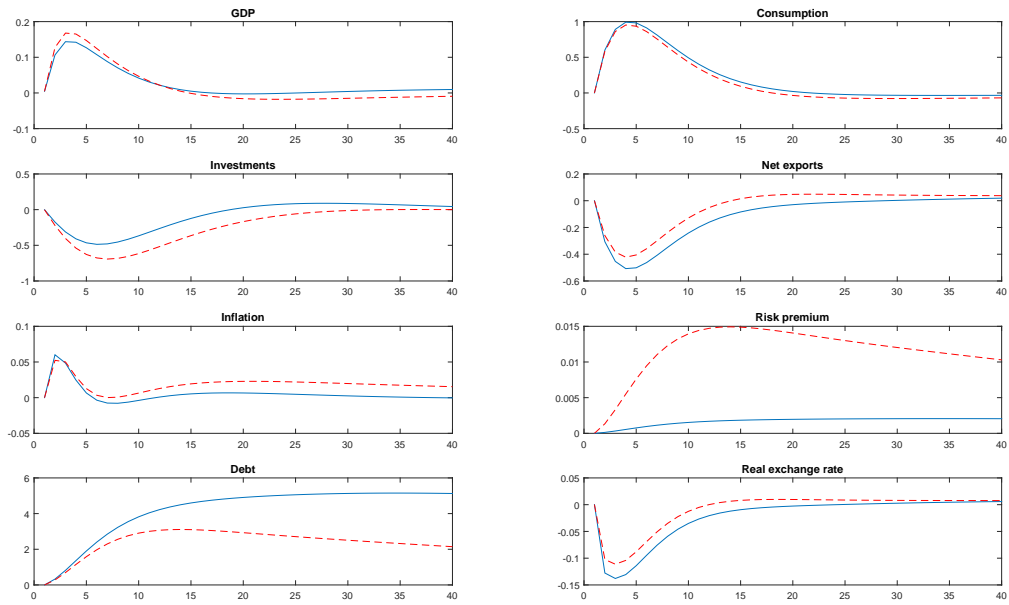 GDP
0.2
0.1
0
-0.1
0 5 10 15 20 25 30 35 40
Consumption
1
0.5
0
-0.5
0 5 10 15 20 25 30 35 40
Investments
0.5
0
-0.5
-1
0 5 10 15 20 25 30 35 40
Net exports
0.2
0
-0.2
-0.4
-0.6
0 5 10 15 20 25 30 35 40
Inflation
0.1
0.05
0
-0.05
0 5 10 15 20 25 30 35 40
Risk premium
0.015
0.01
0.005
0
0 5 10 15 20 25 30 35 40
Debt
6
4
2
0
0 5 10 15 20 25 30 35 40
Real exchange rate
0.05
0
-0.05
-0.1
-0.15
0 5 10 15 20 25 30 35 40